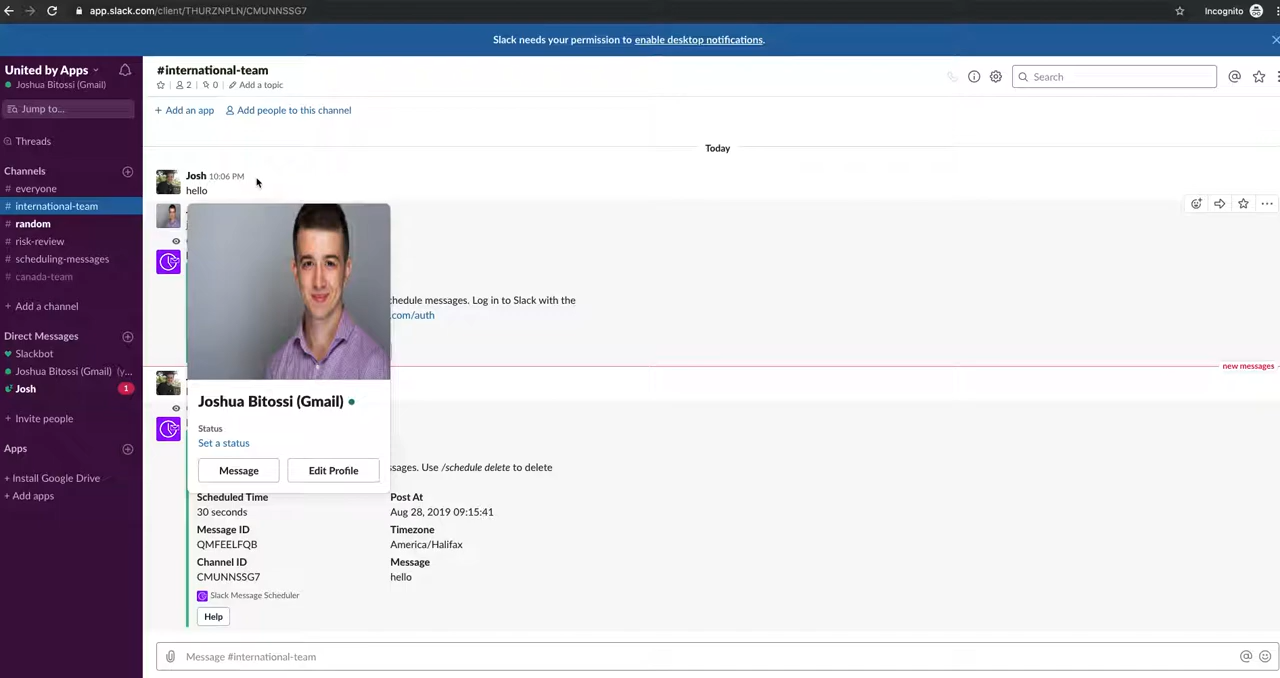 app.slack.com/client/THURZNPLN/CMUNNSSG7
Incognito
Slack needs your permission to enable desktop notifications.
United by Apps
Joshua Bitossi (Gmail)
Jump to...
Threads
Channels
# everyone
# international-team
# random
# risk-review
# scheduling-messages
# canada-team
+ Add a channel
Direct Messages
Slackbot
Joshua Bitossi (Gmail) (y...
Josh 1
+ Invite people
Apps
+ Install Google Drive
+ Add apps
#international-team
2 0 Add a topic
Search
+ Add an app Add people to this channel
Today
Josh 10:06 PM
hello
chedule messages. Log in to Slack with the
.com/auth
new messages
Joshua Bitossi (Gmail)
Status
Set a status
Message Edit Profile
ssages. Use /schedule delete to delete
Scheduled Time Post At
30 seconds Aug 28, 2019 09:15:41
Message ID Timezone
QMFEELFQB America/Halifax
Channel ID Message
CMUNNSSG7 hello
Slack Message Scheduler
Help
Message #international-team